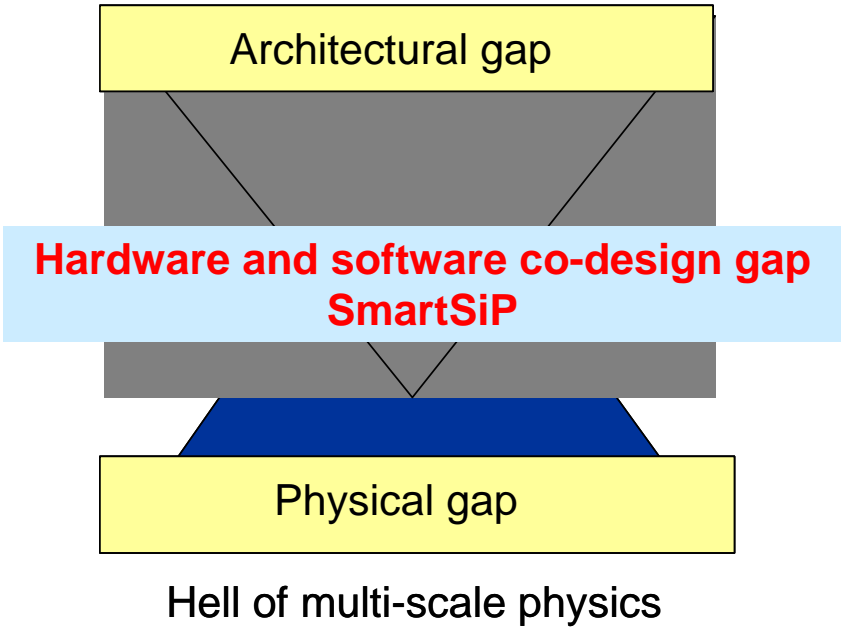 Architectural gap
Hardware and software co-design gap
SmartSiP
Physical gap
Hell of multi-scale physics